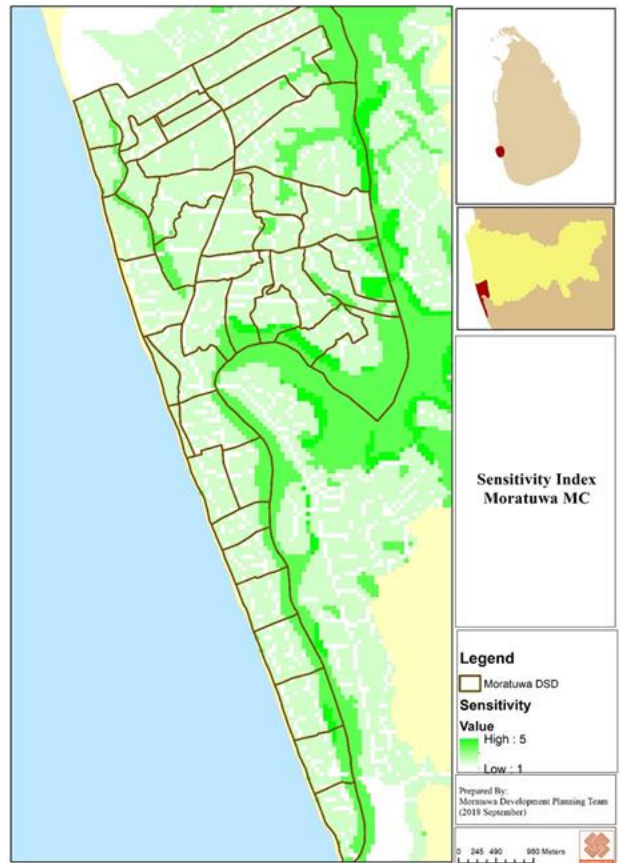 Sensitivity Index
Moratuwa MC
Legend
Moratuwa DSD
Sensitivity
Value
High : 5
Low : 1
Prepared By:
Moratuwa Development Planning Team
(2018 September)
0 245 490 980 Meters